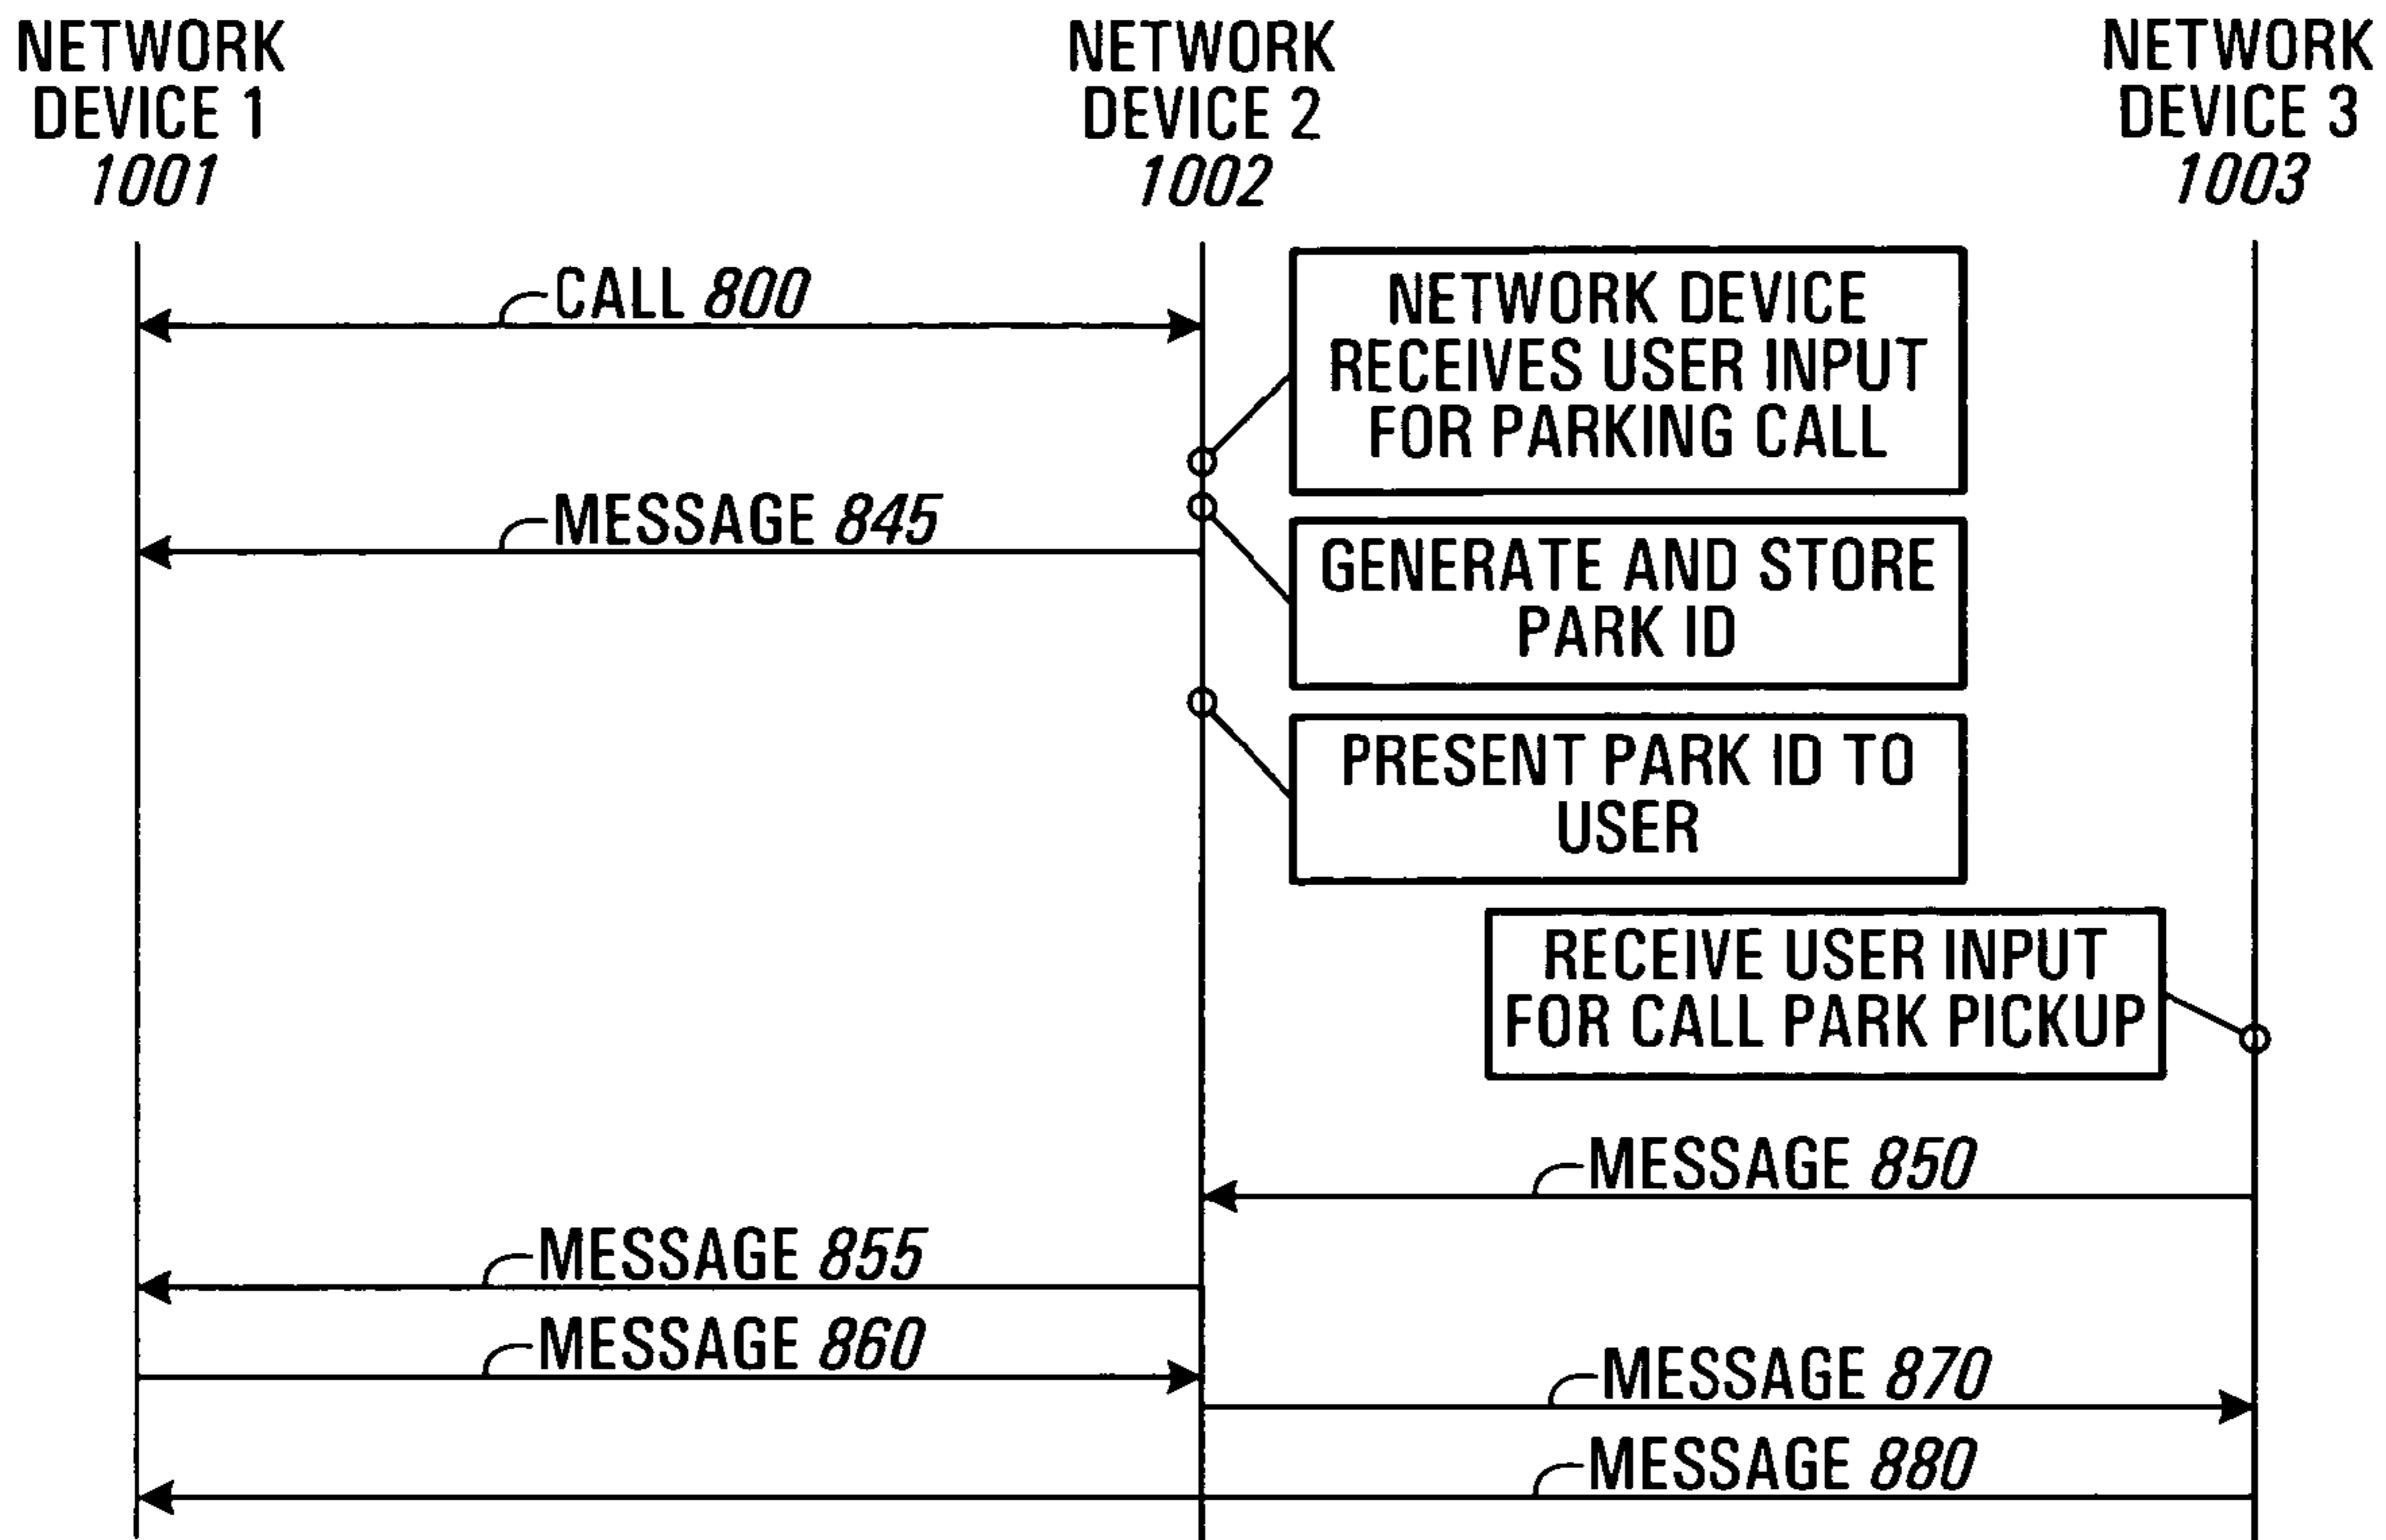 NETWORK
DEVICE 1
1001
NETWORK
DEVICE 2
1002
NETWORK
DEVICE 3
1003
CALL 800
NETWORK DEVICE
RECEIVES USER INPUT
FOR PARKING CALL
MESSAGE 845
GENERATE AND STORE
PARK ID
PRESENT PARK ID TO
USER
RECEIVE USER INPUT
FOR CALL PARK PICKUP
MESSAGE 850
MESSAGE 855
MESSAGE 860
MESSAGE 870
MESSAGE 880